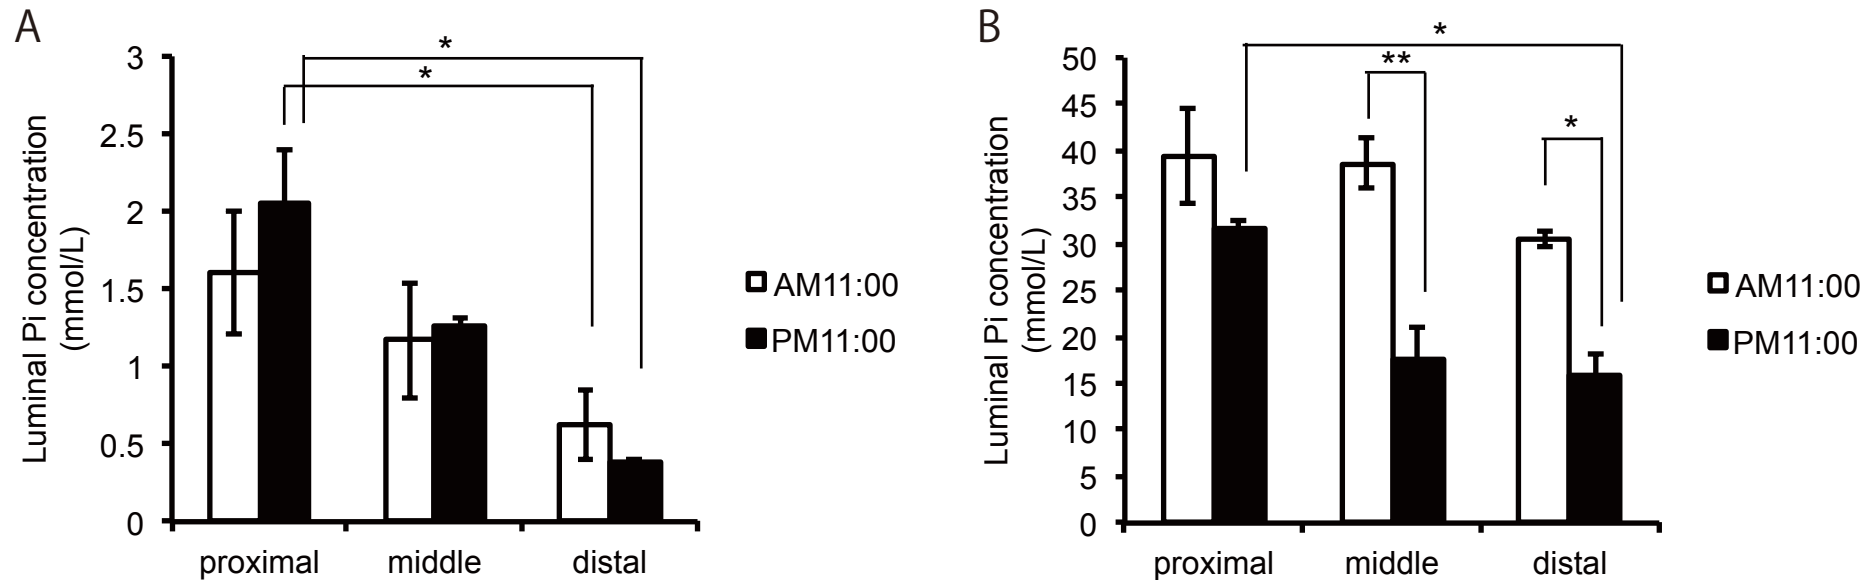 A
*
*
3
2.5
2
1.5
1
0.5
0
Luminal Pi concentration
(mmol/L)
proximal middle distal
AM11:00
PM11:00
B
*
**
*
50
45
40
35
30
25
20
15
10
5
0
Luminal Pi concentration
(mmol/L)
proximal middle distal
AM11:00
PM11:00